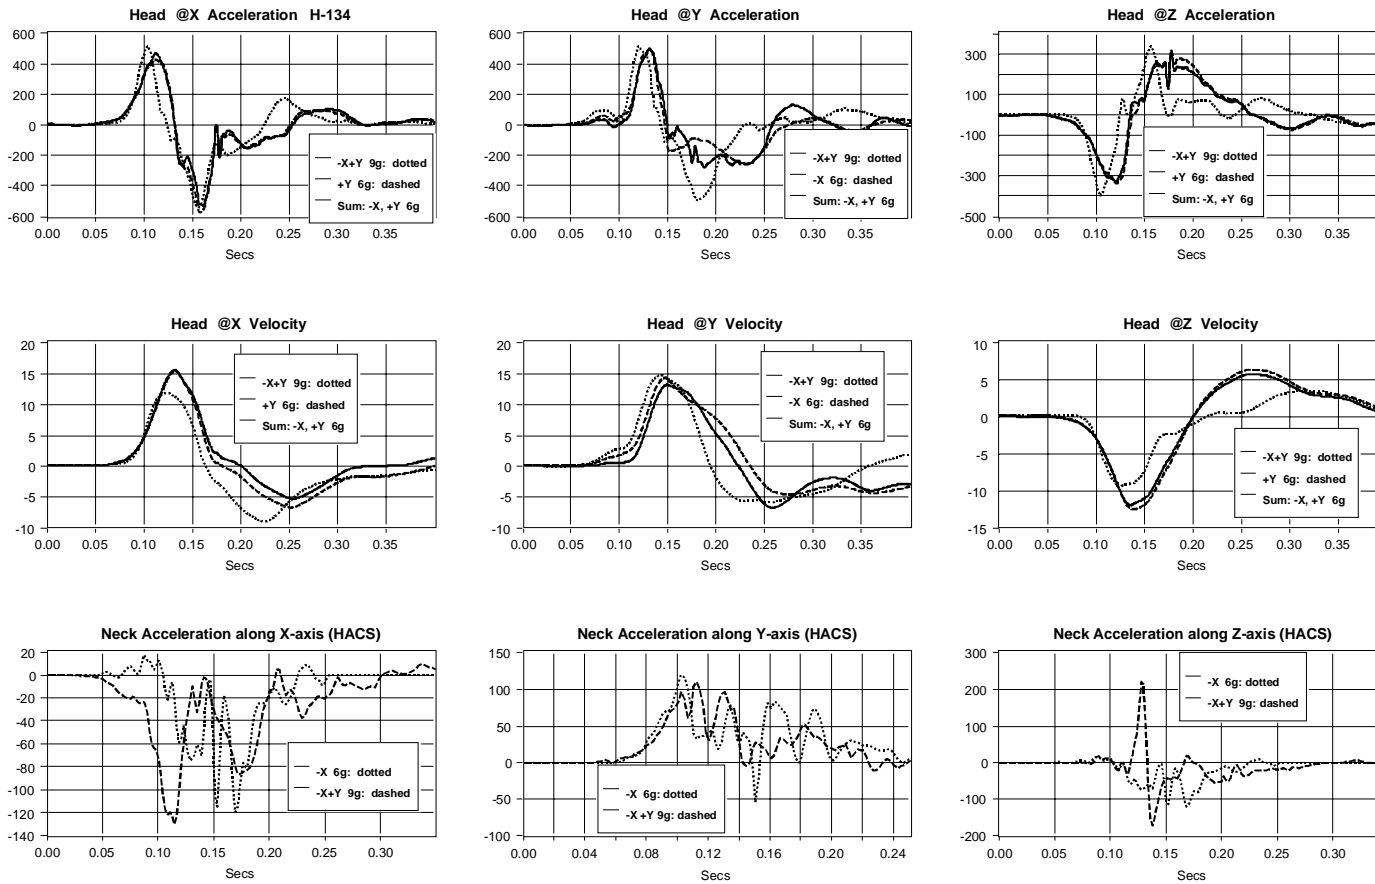 Head @X Acceleration H-134
600
400
200
0
-200
-400
-600
-X+Y 9g: dotted
+Y 6g: dashed
Sum: -X, +Y 6g
0.00 0.05 0.10 0.15 0.20 0.25 0.30 0.35
Secs
Head @Y Acceleration
600
400
200
0
-200
-400
-600
-X+Y 9g: dotted
-X 6g: dashed
Sum: -X, +Y 6g
0.00 0.05 0.10 0.15 0.20 0.25 0.30 0.35
Secs
Head @Z Acceleration
300
100
-100
-300
-500
-X+Y 9g: dotted
+Y 6g: dashed
Sum: -X, +Y 6g
0.00 0.05 0.10 0.15 0.20 0.25 0.30 0.35
Secs
Head @X Velocity
20
15
10
5
0
-5
-10
-X+Y 9g: dotted
+Y 6g: dashed
Sum: -X, +Y 6g
0.00 0.05 0.10 0.15 0.20 0.25 0.30 0.35
Secs
Head @Y Velocity
20
15
10
5
0
-5
-10
-X+Y 9g: dotted
-X 6g: dashed
Sum: -X, +Y 6g
0.00 0.05 0.10 0.15 0.20 0.25 0.30 0.35
Secs
Head @Z Velocity
10
5
0
-5
-10
-15
-X+Y 9g: dotted
+Y 6g: dashed
Sum: -X, +Y 6g
0.00 0.05 0.10 0.15 0.20 0.25 0.30 0.35
Secs
Neck Acceleration along X-axis (HACS)
20
0
-20
-40
-60
-80
-100
-120
-140
-X 6g: dotted
-X+Y 9g: dashed
0.00 0.05 0.10 0.15 0.20 0.25 0.30
Secs
Neck Acceleration along Y-axis (HACS)
150
100
50
0
-50
-100
-X 6g: dotted
-X +Y 9g: dashed
0.00 0.04 0.08 0.12 0.16 0.20 0.24
Secs
Neck Acceleration along Z-axis (HACS)
300
200
100
0
-100
-200
-X 6g: dotted
-X+Y 9g: dashed
0.00 0.05 0.10 0.15 0.20 0.25 0.30
Secs